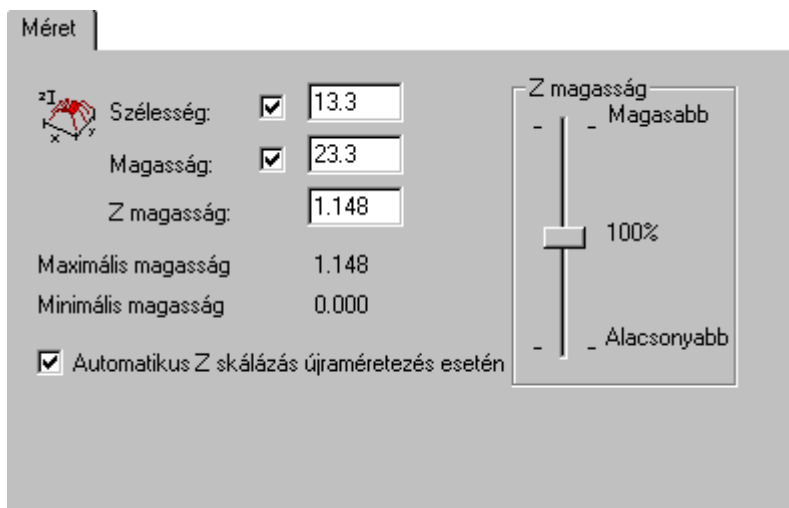 Méret
Z magasság
Szélesség: 13.3
Magasság: 23.3
Z magasság: 1.148
Maximális magasság 1.148
Minimális magasság 0.000
Automatikus Z skálázás újraméretezés esetén
Magasabb
100%
Alacsonyabb
z
x
y